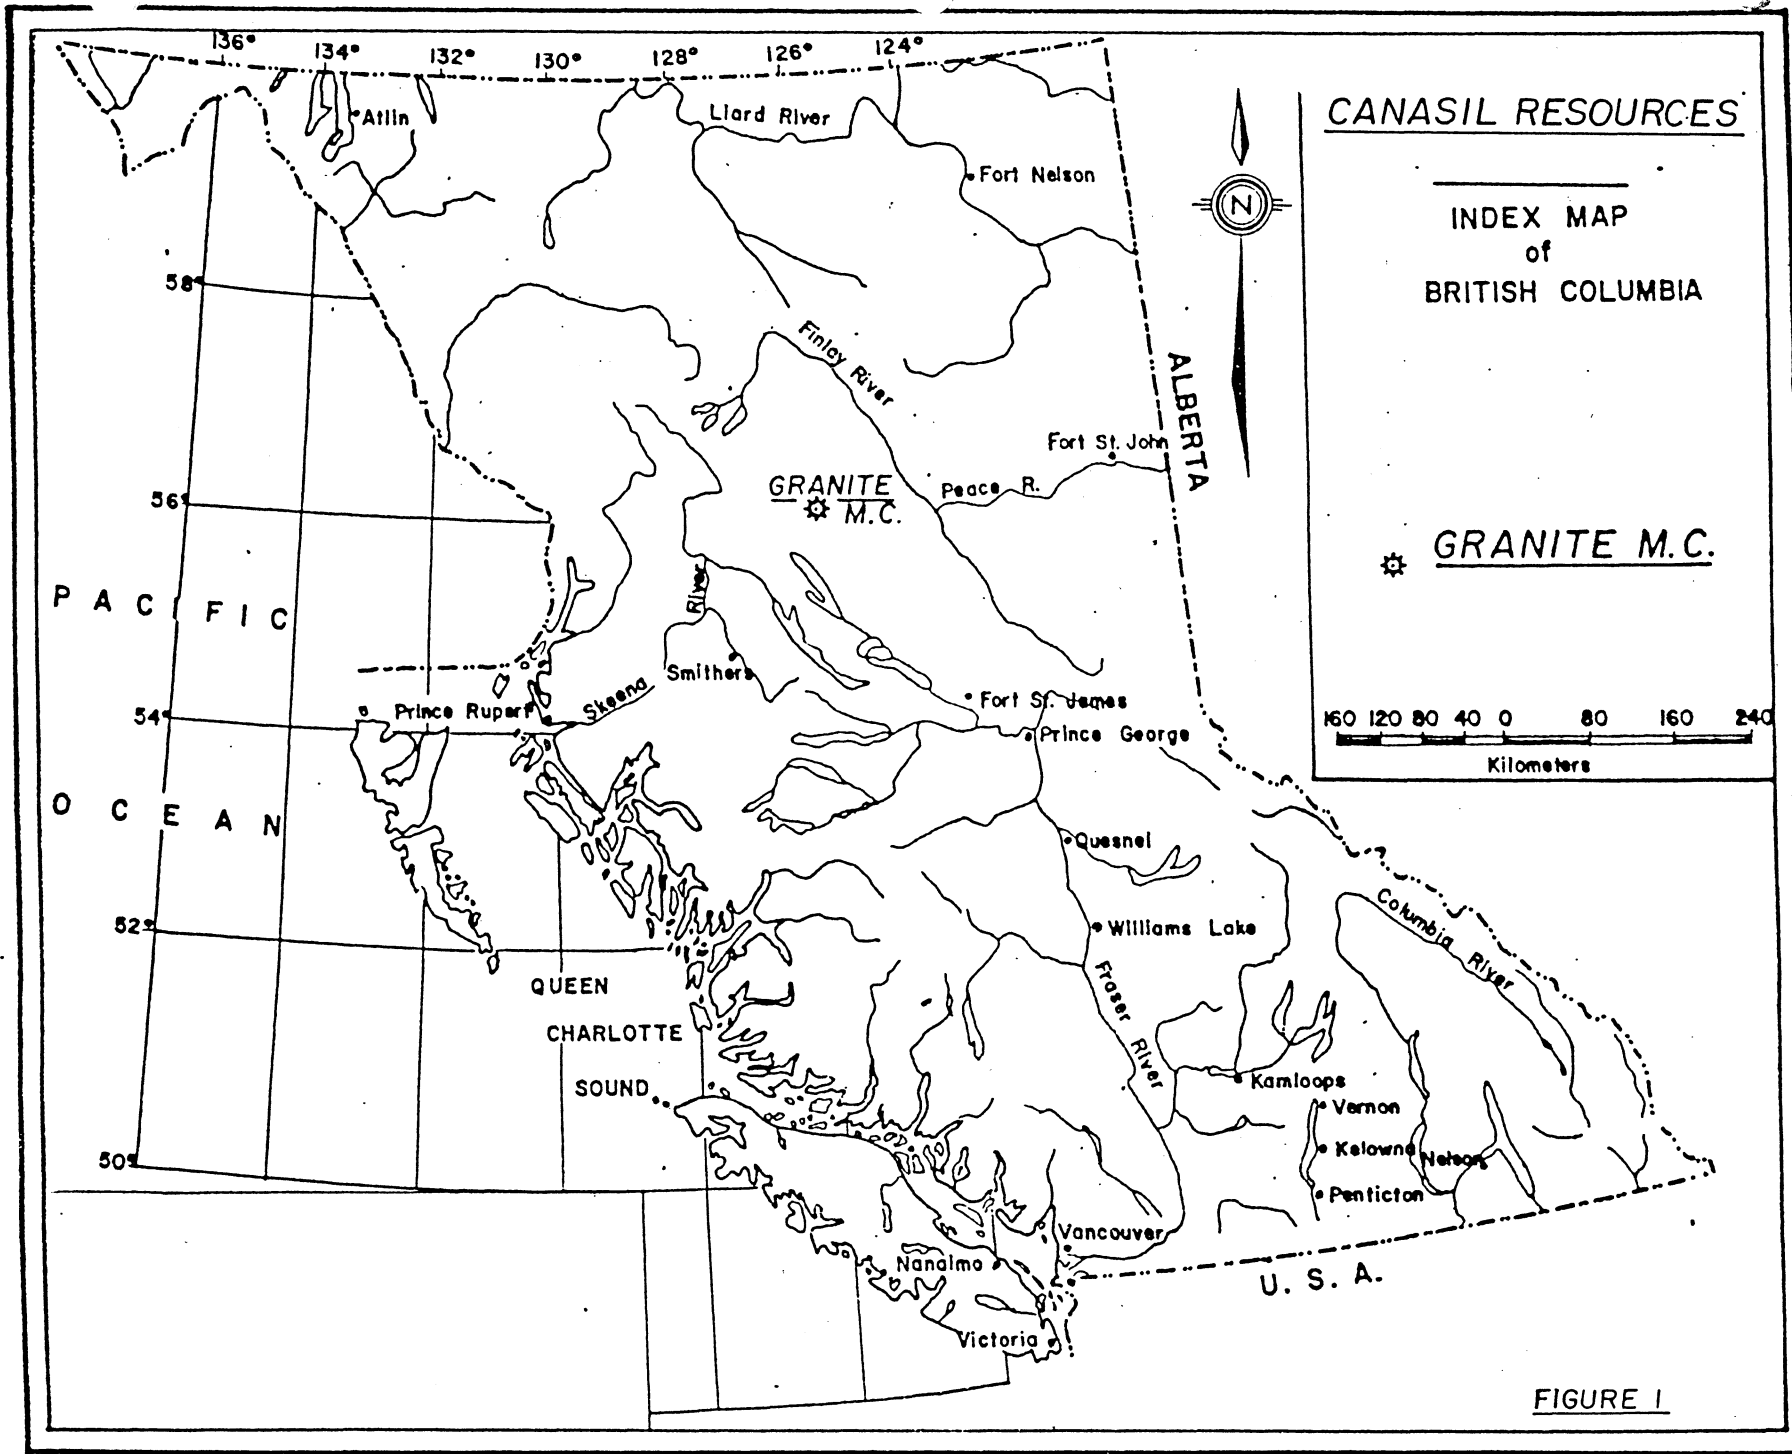 136° 134° 132° 130° 128° 126° 124°
CANASIL RESOURCES
INDEX MAP
of
BRITISH COLUMBIA
Atlin
Liard River
Fort Nelson
N
58°
Finlay River
ALBERTA
Fort St. John
Peace R.
GRANITE
M.C.
56°
GRANITE M.C.
PACIFIC
River
Smithers
Skeena
Fort St. James
Prince Rupert
54°
Prince George
160 120 80 40 0 80 160 240
Kilometers
OCEAN
Quesnel
Columbia River
52°
Williams Lake
QUEEN
CHARLOTTE
SOUND
Fraser River
Kamloops
Vernon
Kelowna
Nelson
50°
Penticton
Vancouver
Nanaimo
U. S. A.
Victoria
FIGURE 1